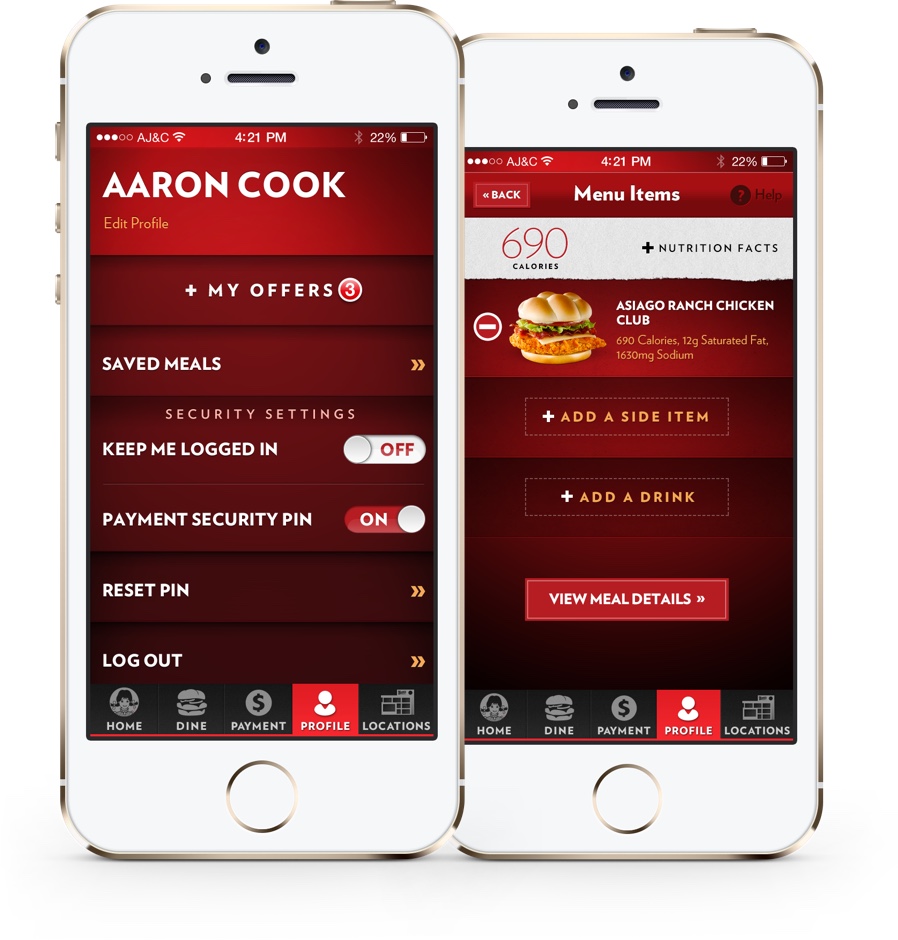 AJ&C 4:21 PM 22%
AARON COOK
Edit Profile
+ MY OFFERS 3
SAVED MEALS »
SECURITY SETTINGS
KEEP ME LOGGED IN OFF
PAYMENT SECURITY PIN ON
RESET PIN »
LOG OUT »
HOME DINE PAYMENT PROFILE LOCATIONS
AJ&C 4:21 PM 22%
« BACK Menu Items ? Help
690
CALORIES
+ NUTRITION FACTS
ASIAGO RANCH CHICKEN
CLUB
690 Calories, 12g Saturated Fat,
1630mg Sodium
+ ADD A SIDE ITEM
+ ADD A DRINK
VIEW MEAL DETAILS »
HOME DINE PAYMENT PROFILE LOCATIONS